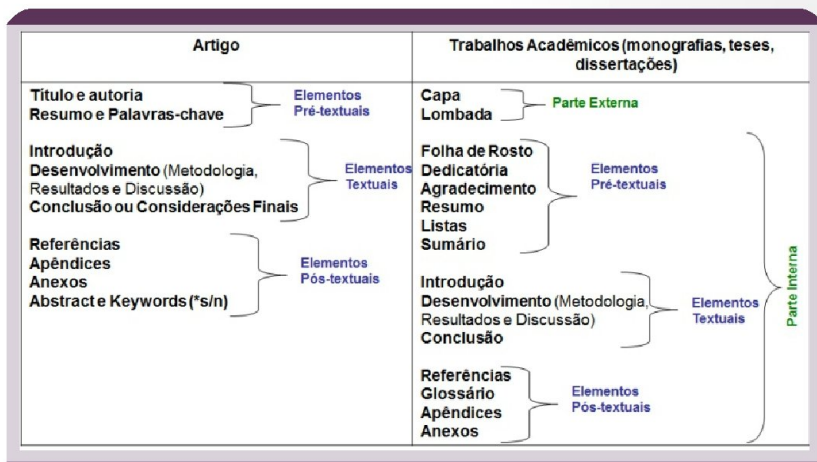 Artigo
Título e autoria
Resumo e Palavras-chave
Elementos
Pré-textuais
Introdução
Desenvolvimento (Metodologia,
Resultados e Discussão)
Conclusão ou Considerações Finais
Elementos
Textuais
Referências
Apêndices
Anexos
Abstract e Keywords (*s/n)
Elementos
Pós-textuais
Trabalhos Acadêmicos (monografias, teses,
dissertações)
Capa
Lombada
Parte Externa
Folha de Rosto
Dedicatória
Agradecimento
Resumo
Listas
Sumário
Elementos
Pré-textuais
Introdução
Desenvolvimento (Metodologia,
Resultados e Discussão)
Conclusão
Elementos
Textuais
Referências
Glossário
Apêndices
Anexos
Elementos
Pós-textuais
Parte Interna